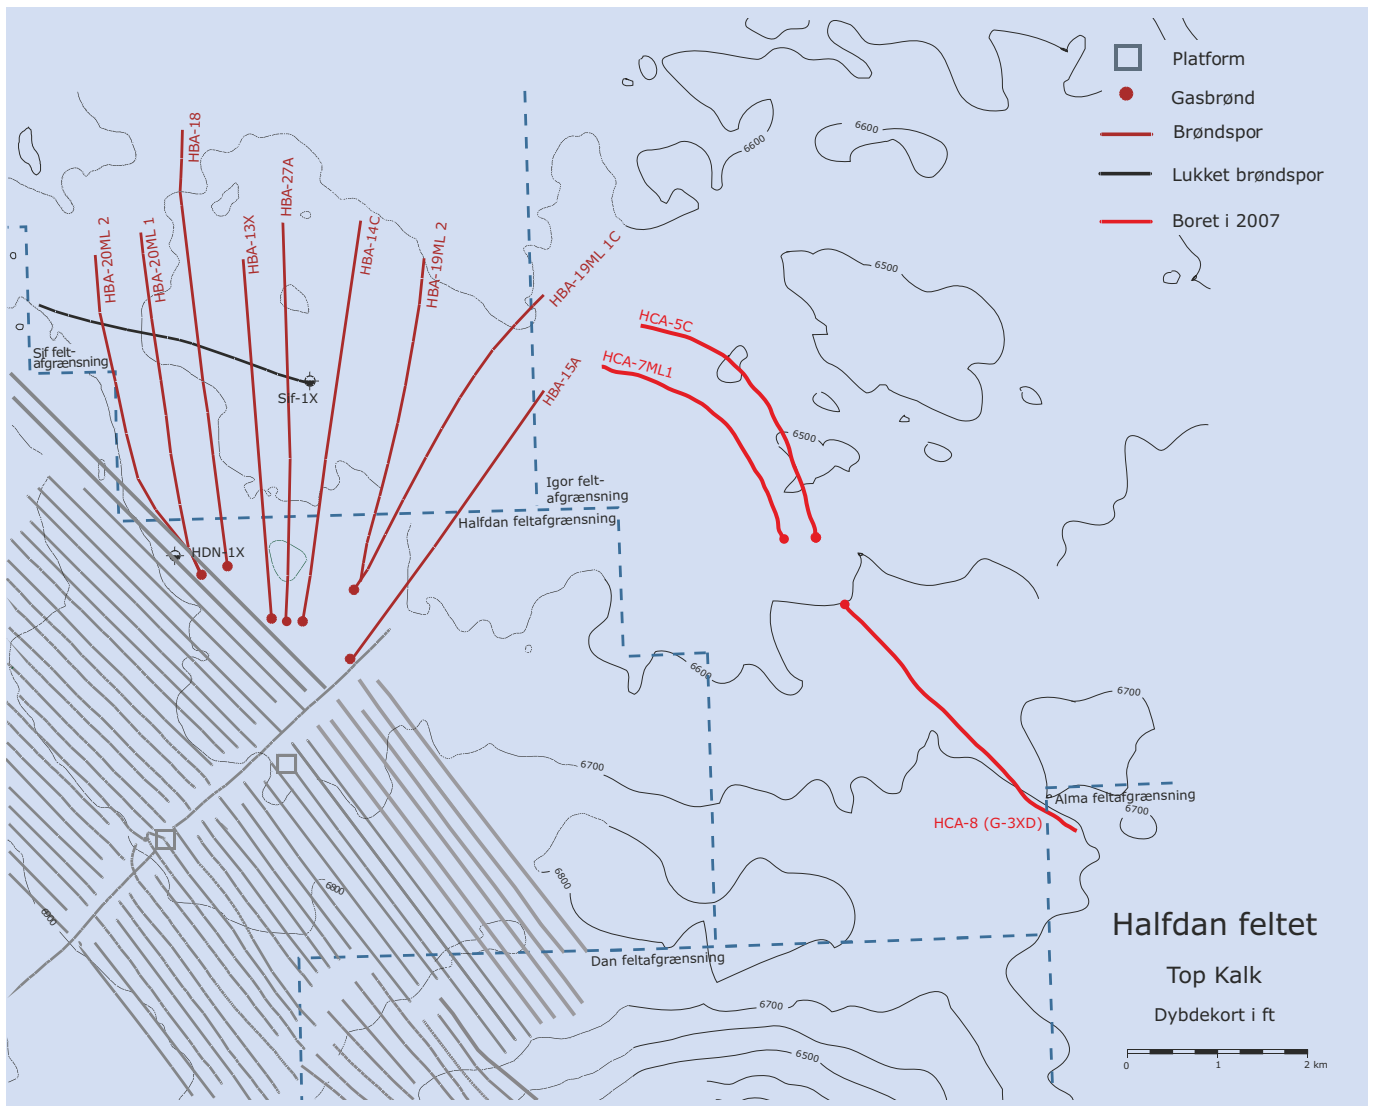 Platform
Gasbrønd
Brøndspor
Lukket brøndspor
Boret i 2007
6600
6600
HBA-18
HBA-27A
HBA-20ML 2
HBA-20ML 1
HBA-13X
HBA-14C
HBA-19ML 2
HBA-19ML 1C
6500
HCA-5C
HCA-7ML1
Sif felt-
afgrænsning
Sif-1X
HBA-15A
6500
Igor felt-
afgrænsning
Halfdan feltafgrænsning
HDN-1X
6600
6700
6700
Alma feltafgrænsning
6700
HCA-8 (G-3XD)
6800
6800
6900
Dan feltafgrænsning
6700
6500
Halfdan feltet
Top Kalk
Dybdekort i ft
0 1 2 km